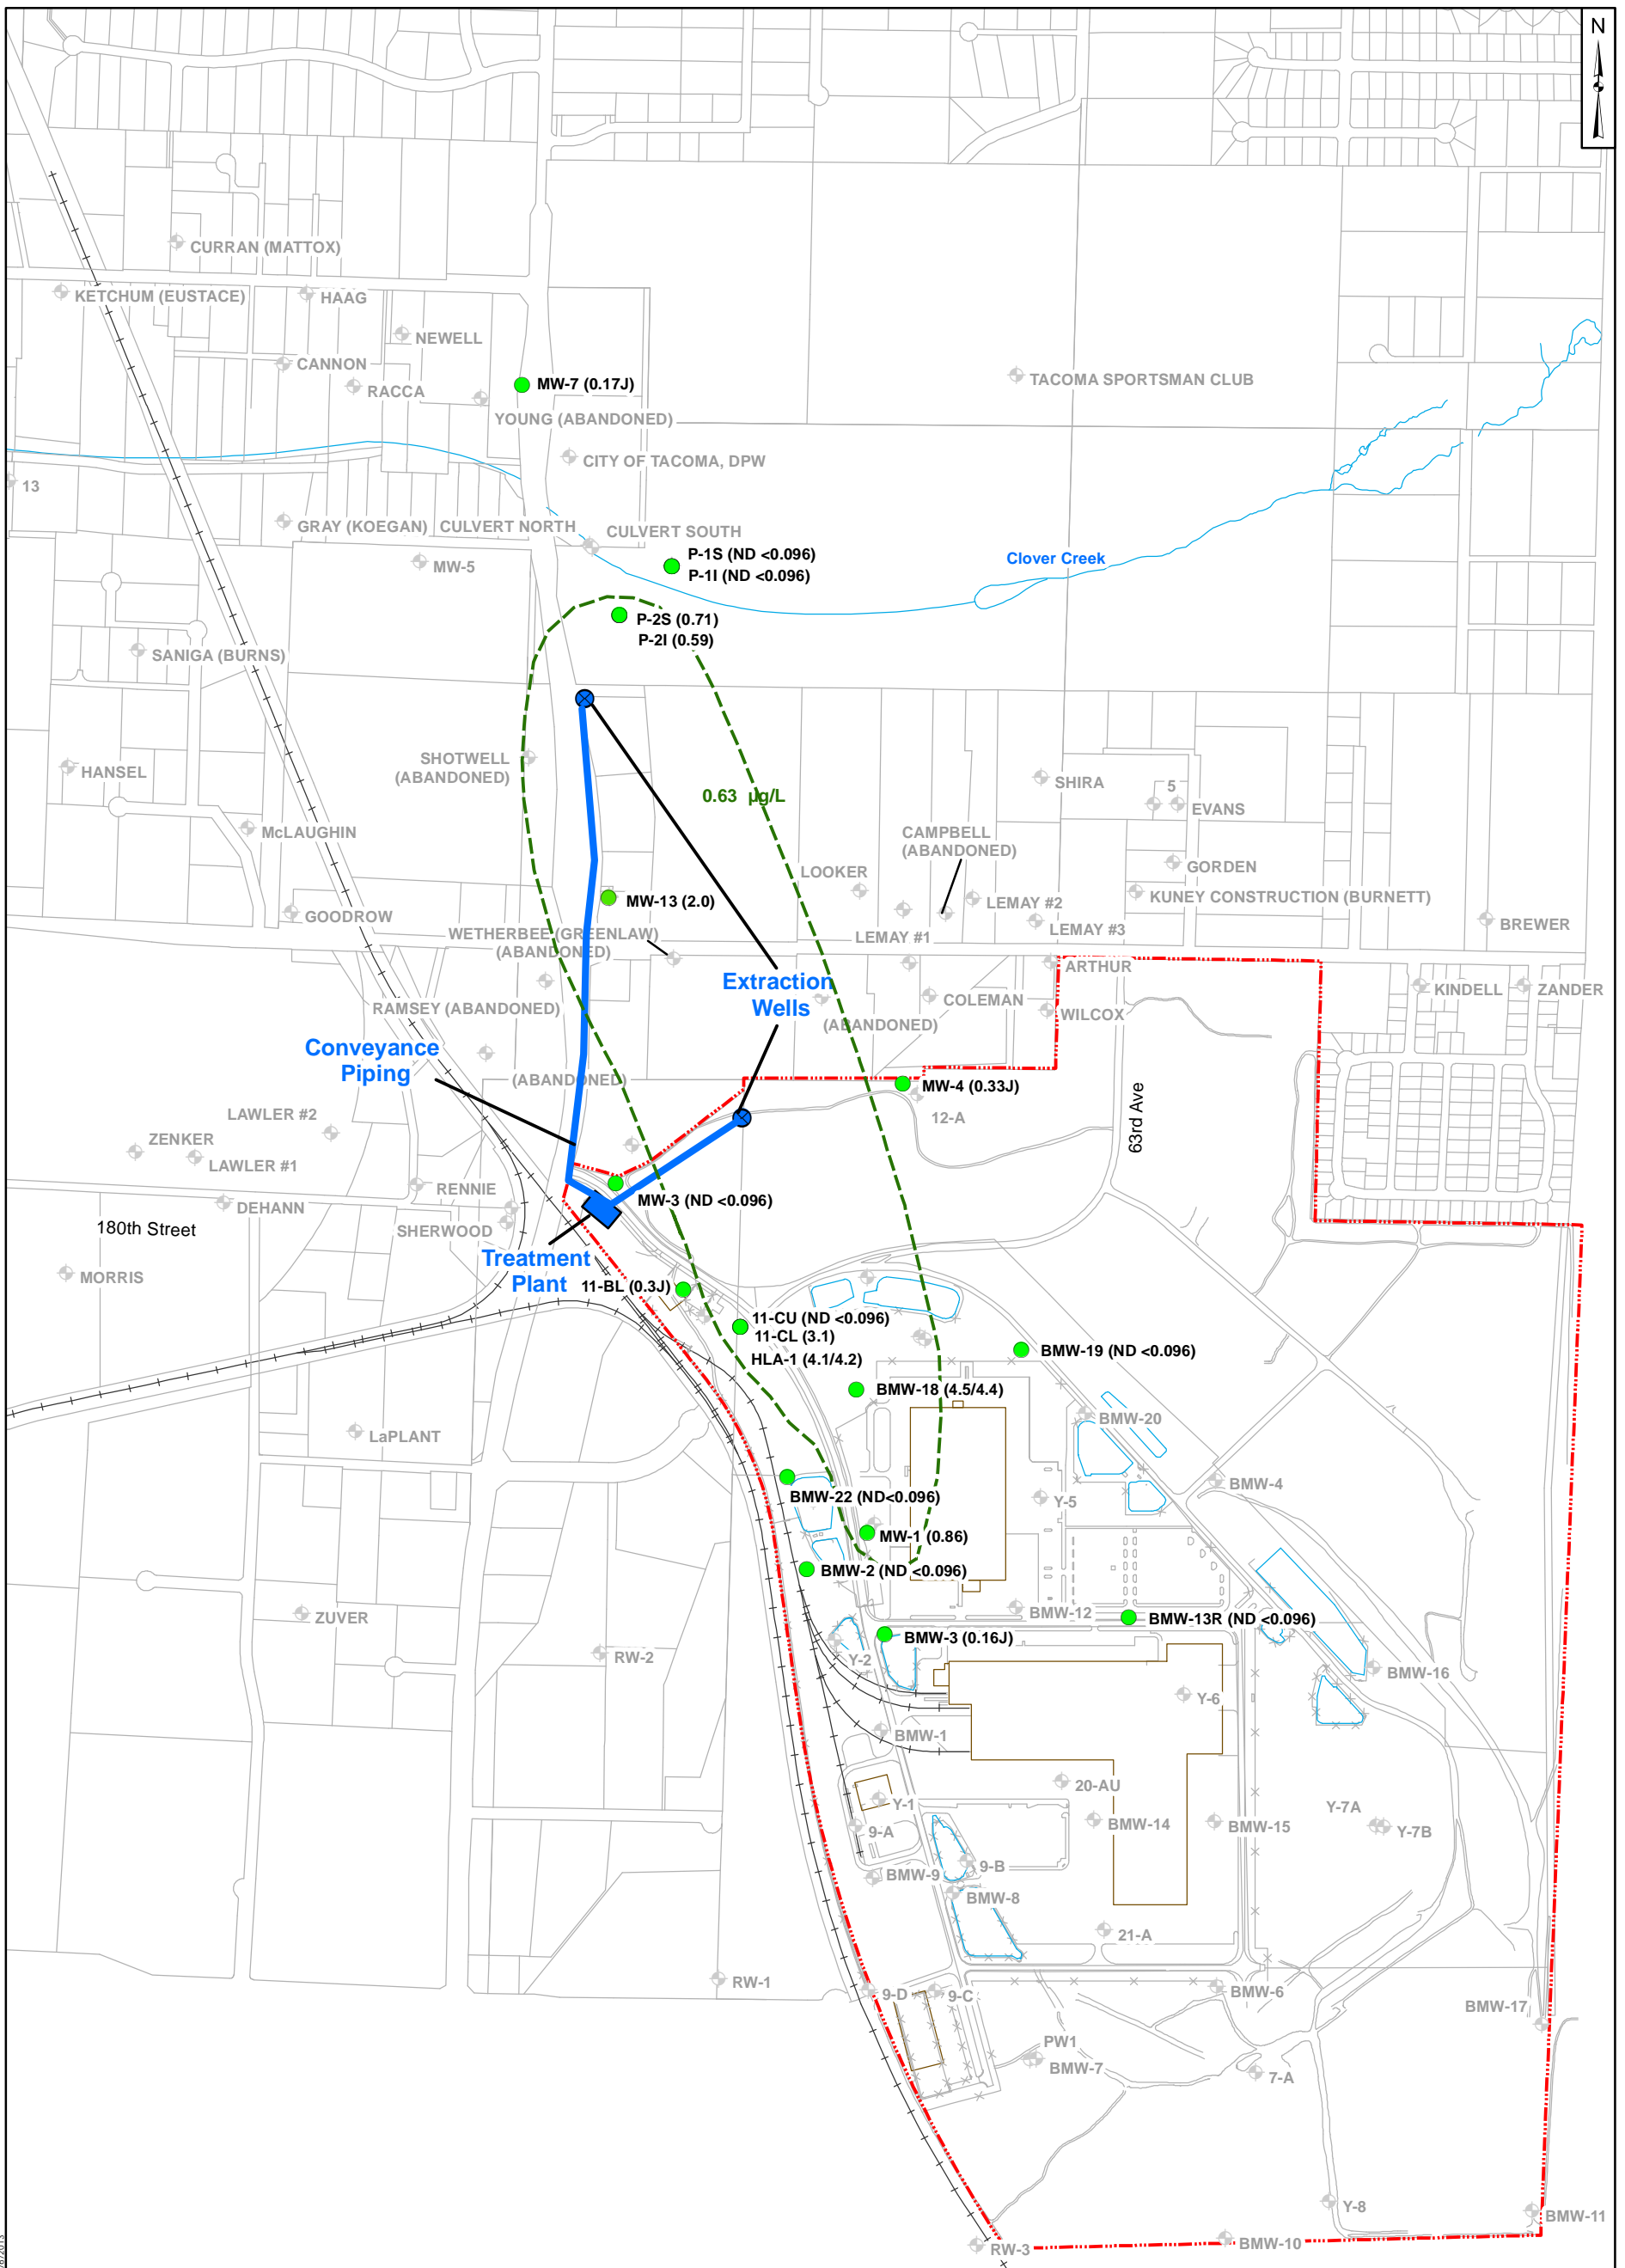 N
CURRAN (MATTOX)
KETCHUM (EUSTACE)
HAAG
NEWELL
CANNON
RACCA
MW-7 (0.17J)
TACOMA SPORTSMAN CLUB
YOUNG (ABANDONED)
CITY OF TACOMA, DPW
13
GRAY (KOEGAN)
CULVERT NORTH
CULVERT SOUTH
MW-5
P-1S (ND <0.096)
P-1I (ND <0.096)
Clover Creek
P-2S (0.71)
P-2I (0.59)
SANIGA (BURNS)
SHOTWELL
(ABANDONED)
HANSEL
0.63 µg/L
SHIRA
5
EVANS
McLAUGHIN
CAMPBELL
(ABANDONED)
GORDEN
LOOKER
KUNEY CONSTRUCTION (BURNETT)
MW-13 (2.0)
LEMAY #2
GOODROW
LEMAY #1
LEMAY #3
BREWER
WETHERBEE (GREENLAW)
(ABANDONED)
ARTHUR
Extraction
Wells
KINDELL
ZANDER
COLEMAN
RAMSEY (ABANDONED)
WILCOX
(ABANDONED)
Conveyance
Piping
(ABANDONED)
MW-4 (0.33J)
12-A
63rd Ave
LAWLER #2
ZENKER
LAWLER #1
RENNIE
MW-3 (ND <0.096)
DEHANN
180th Street
SHERWOOD
Treatment
Plant
MORRIS
11-BL (0.3J)
11-CU (ND <0.096)
11-CL (3.1)
HLA-1 (4.1/4.2)
BMW-19 (ND <0.096)
BMW-18 (4.5/4.4)
BMW-20
LaPLANT
BMW-4
BMW-22 (ND<0.096)
Y-5
MW-1 (0.86)
BMW-2 (ND <0.096)
ZUVER
BMW-12
BMW-13R (ND <0.096)
BMW-3 (0.16J)
RW-2
Y-2
BMW-16
Y-6
BMW-1
20-AU
Y-1
Y-7A
9-A
BMW-14
BMW-15
Y-7B
9-B
BMW-9
BMW-8
21-A
RW-1
9-D
9-C
BMW-6
BMW-17
PW1
BMW-7
7-A
Y-8
BMW-11
RW-3
BMW-10